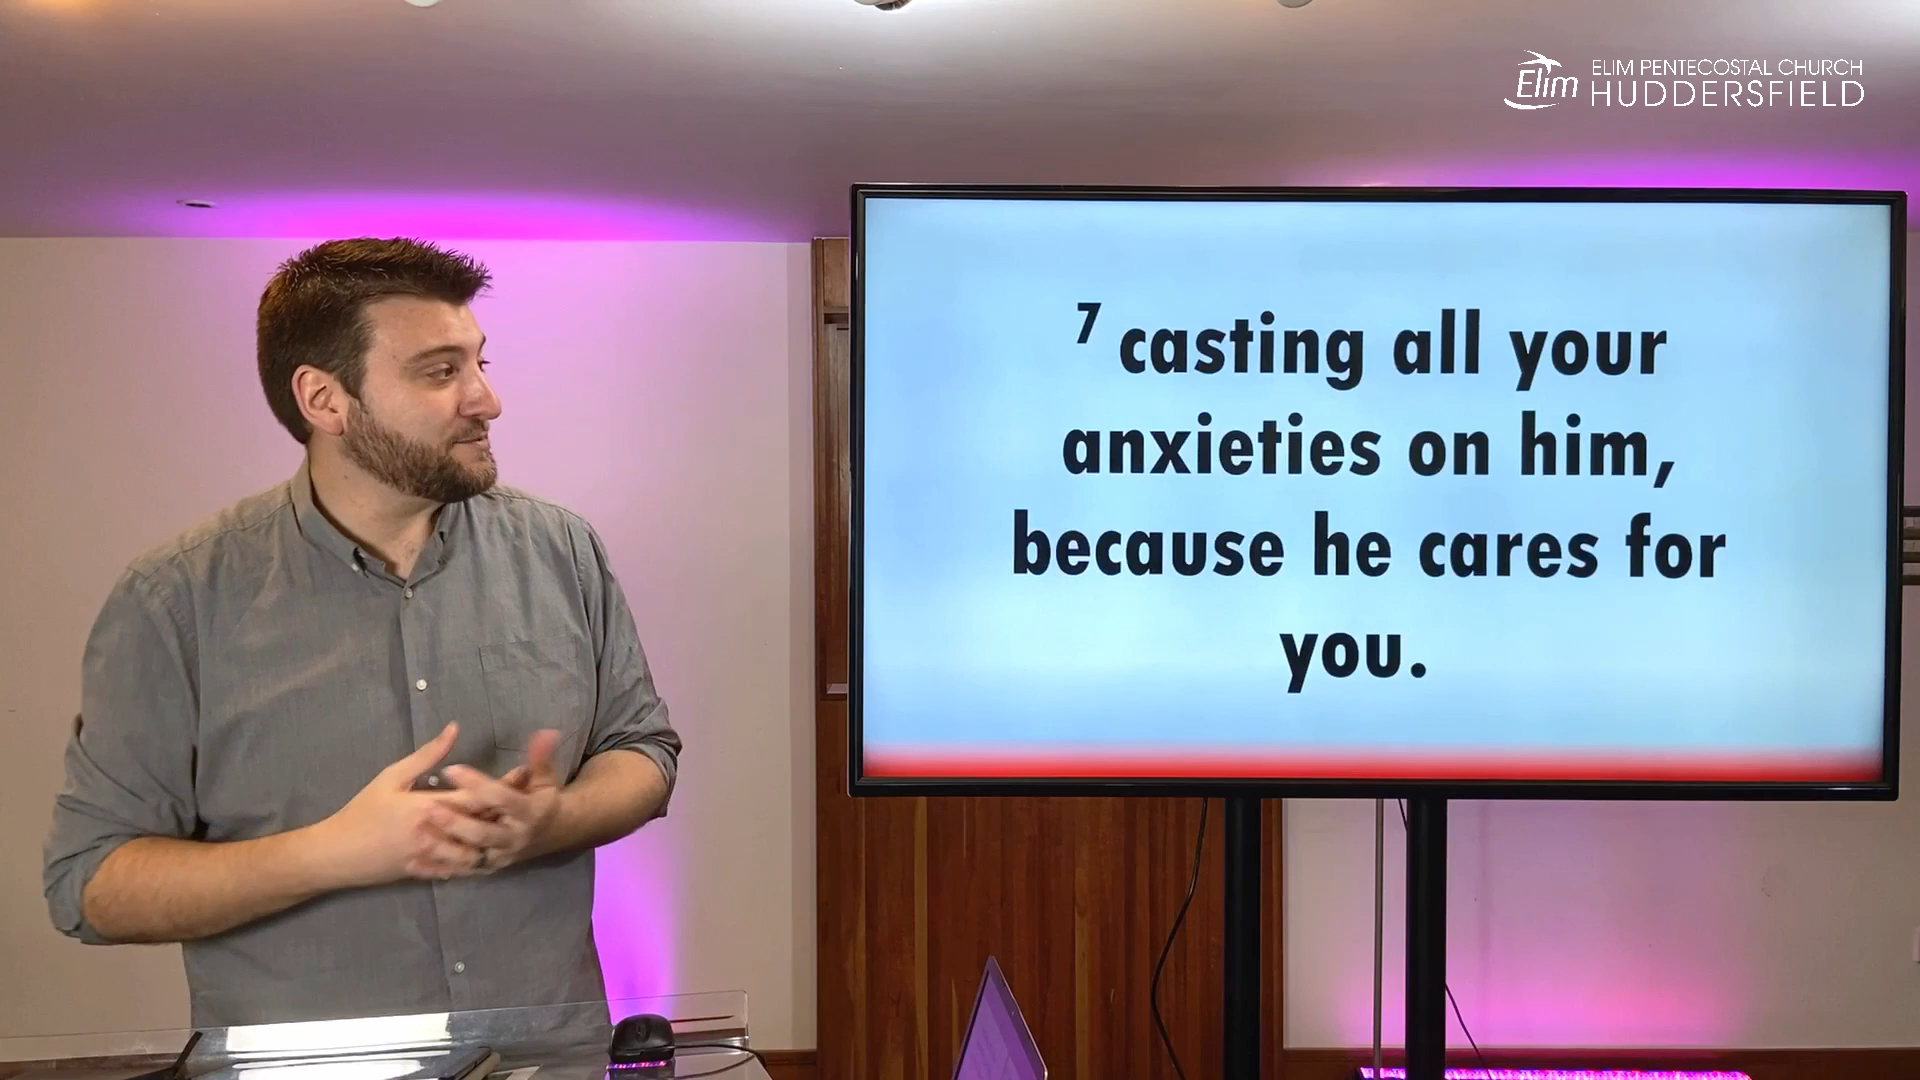 Elim
ELIM PENTECOSTAL CHURCH
HUDDERSFIELD
7 casting all your
anxieties on him,
because he cares for
you.